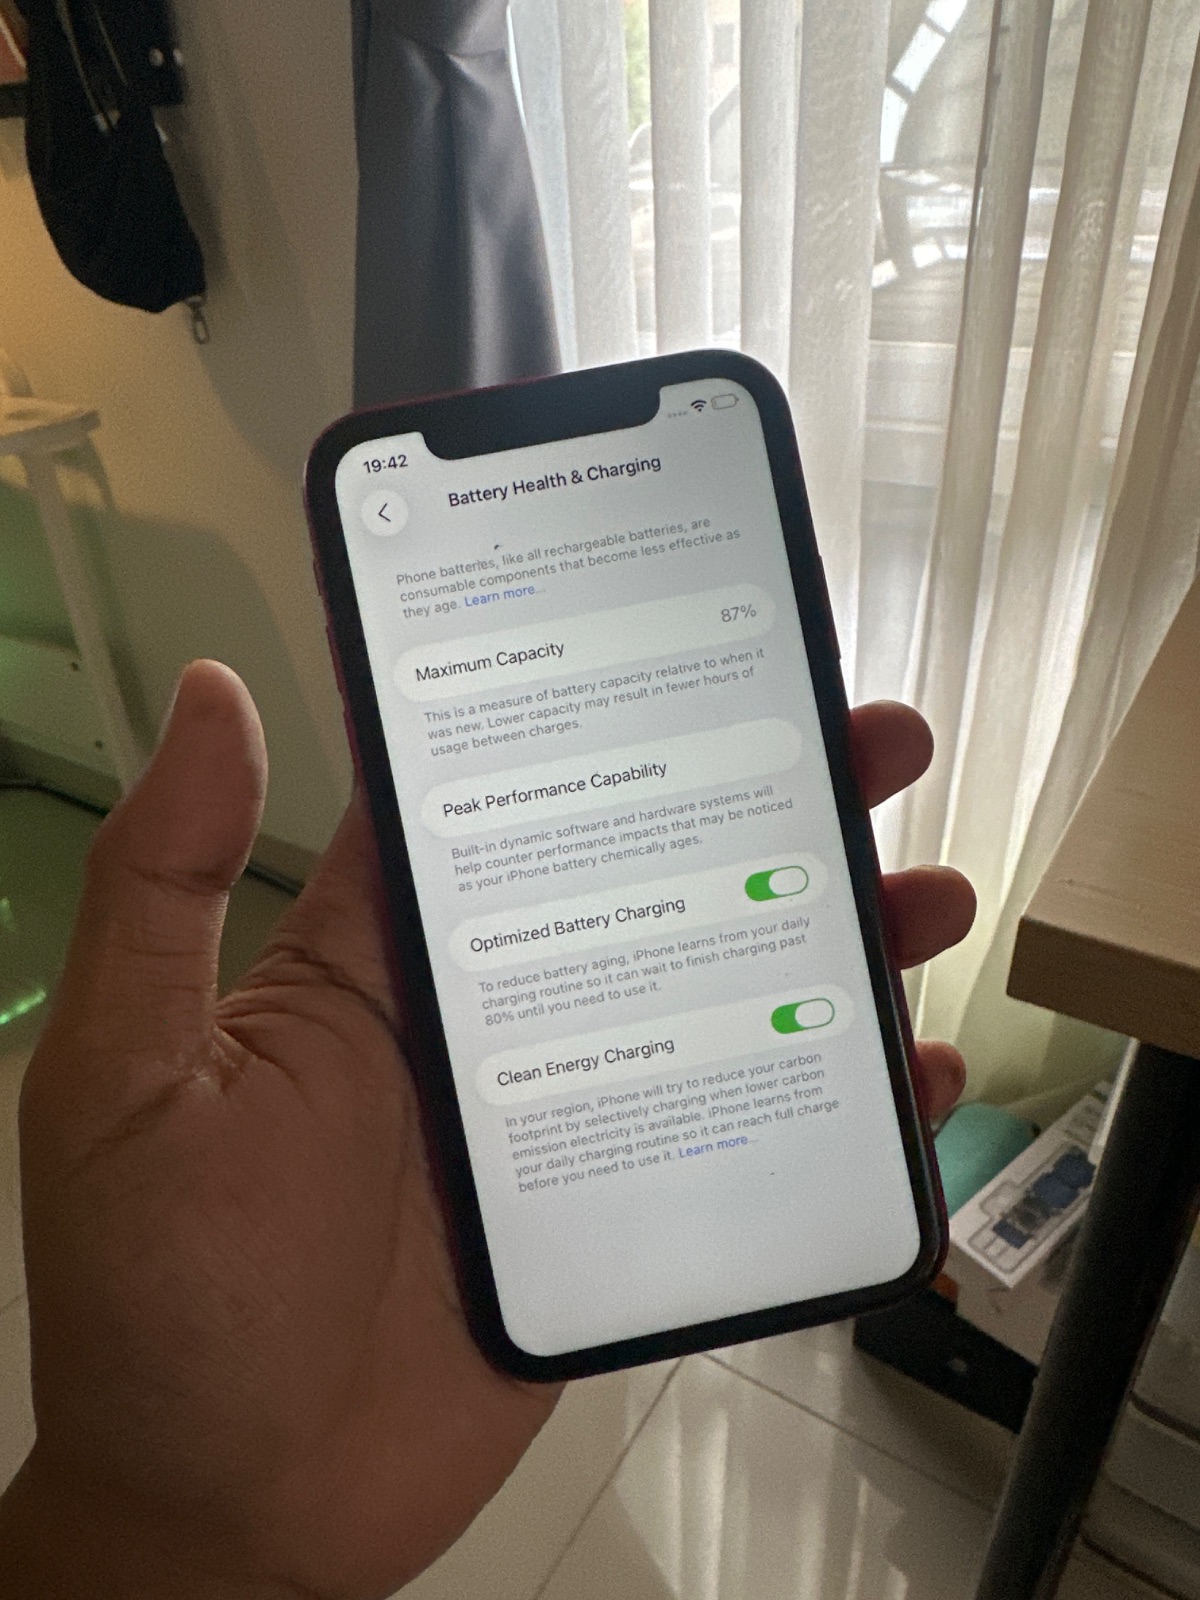 19:42
Battery Health & Charging
Phone batteries, like all rechargeable batteries, are
consumable components that become less effective as
they age. Learn more...
Maximum Capacity 87%
This is a measure of battery capacity relative to when it
was new. Lower capacity may result in fewer hours of
usage between charges.
Peak Performance Capability
Built-in dynamic software and hardware systems will
help counter performance impacts that may be noticed
as your iPhone battery chemically ages.
Optimized Battery Charging
To reduce battery aging, iPhone learns from your daily
charging routine so it can wait to finish charging past
80% until you need to use it.
Clean Energy Charging
In your region, iPhone will try to reduce your carbon
footprint by selectively charging when lower carbon
emission electricity is available. iPhone learns from
your daily charging routine so it can reach full charge
before you need to use it. Learn more...